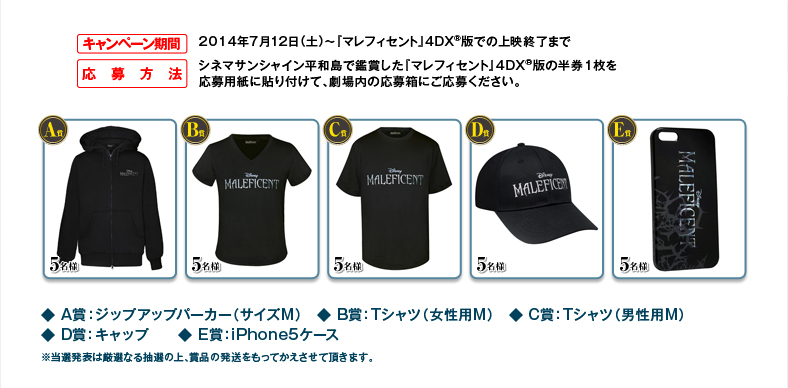 キャンペーン期間
2014年7月12日(土)～『マレフィセント』4DX®版での上映終了まで
応募方法
シネマサンシャイン平和島で鑑賞した『マレフィセント』4DX®版の半券1枚を
応募用紙に貼り付けて、劇場内の応募箱にご応募ください。
A賞
B賞
C賞
D賞
E賞
Disney
MALEFICENT
Disney
MALEFICENT
Disney
MALEFICENT
Disney
MALEFICENT
Disney
MALEFICENT
5名様
5名様
5名様
5名様
5名様
◆ A賞：ジップアップパーカー(サイズM) ◆ B賞：Tシャツ(女性用M) ◆ C賞：Tシャツ(男性用M)
◆ D賞：キャップ ◆ E賞：iPhone5ケース
※当選発表は厳選なる抽選の上、賞品の発送をもってかえさせて頂きます。